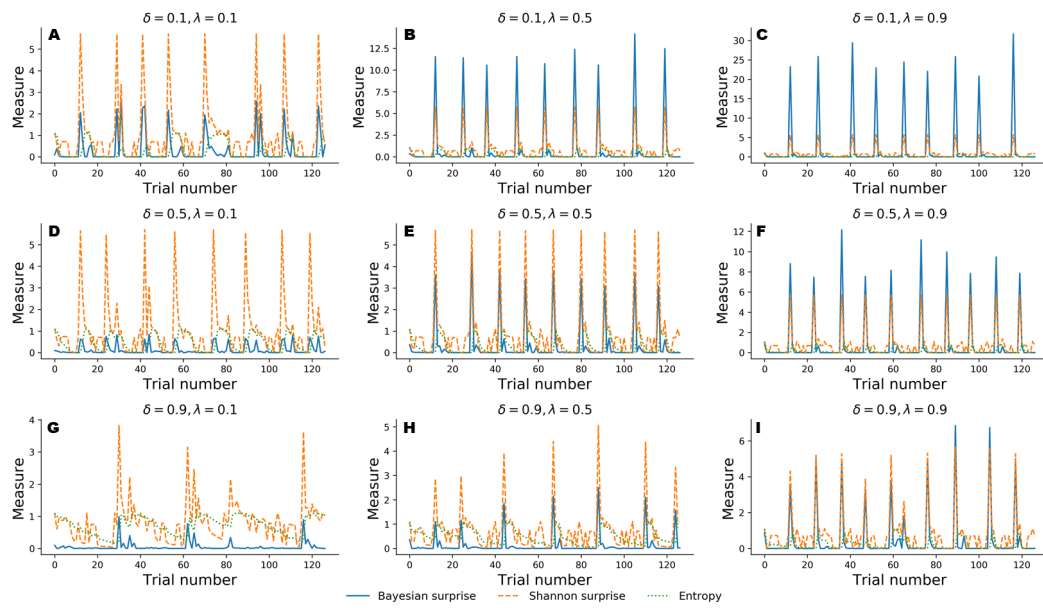 δ = 0.1, λ = 0.1
A
Measure
5
4
3
2
1
0
0 20 40 60 80 100 120
Trial number
δ = 0.1, λ = 0.5
B
Measure
12.5
10.0
7.5
5.0
2.5
0.0
0 20 40 60 80 100 120
Trial number
δ = 0.1, λ = 0.9
C
Measure
30
25
20
15
10
5
0
0 20 40 60 80 100 120
Trial number
δ = 0.5, λ = 0.1
D
Measure
5
4
3
2
1
0
0 20 40 60 80 100 120
Trial number
δ = 0.5, λ = 0.5
E
Measure
5
4
3
2
1
0
0 20 40 60 80 100 120
Trial number
δ = 0.5, λ = 0.9
F
Measure
12
10
8
6
4
2
0
0 20 40 60 80 100 120
Trial number
δ = 0.9, λ = 0.1
G
Measure
4
3
2
1
0
0 20 40 60 80 100 120
Trial number
δ = 0.9, λ = 0.5
H
Measure
5
4
3
2
1
0
0 20 40 60 80 100 120
Trial number
δ = 0.9, λ = 0.9
I
Measure
6
4
2
0
0 20 40 60 80 100 120
Trial number
Bayesian surprise Shannon surprise Entropy